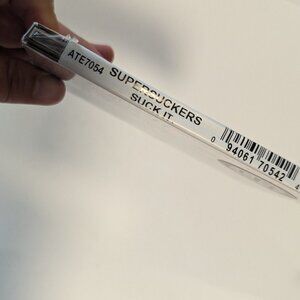 ATE7054
SUPERSUCKERS
SUCK IT
0 94061 70542 4